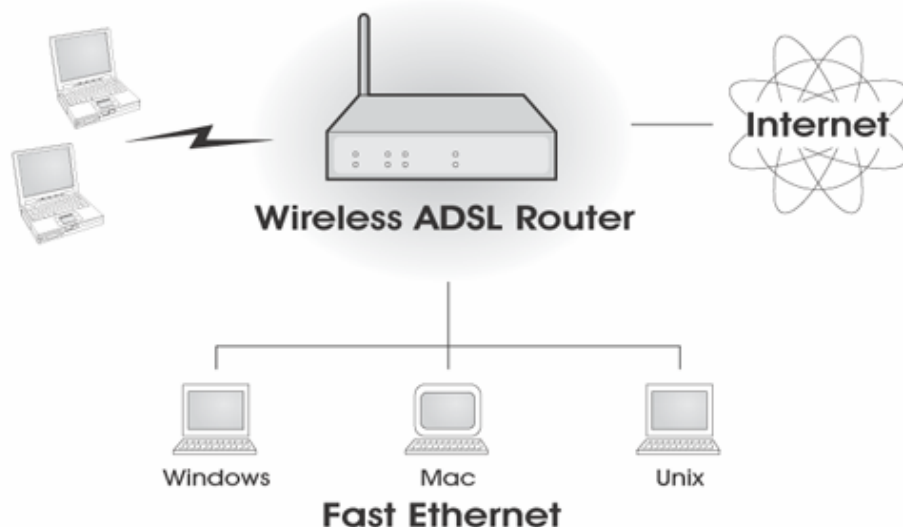 Internet
Wireless ADSL Router
Windows
Mac
Unix
Fast Ethernet